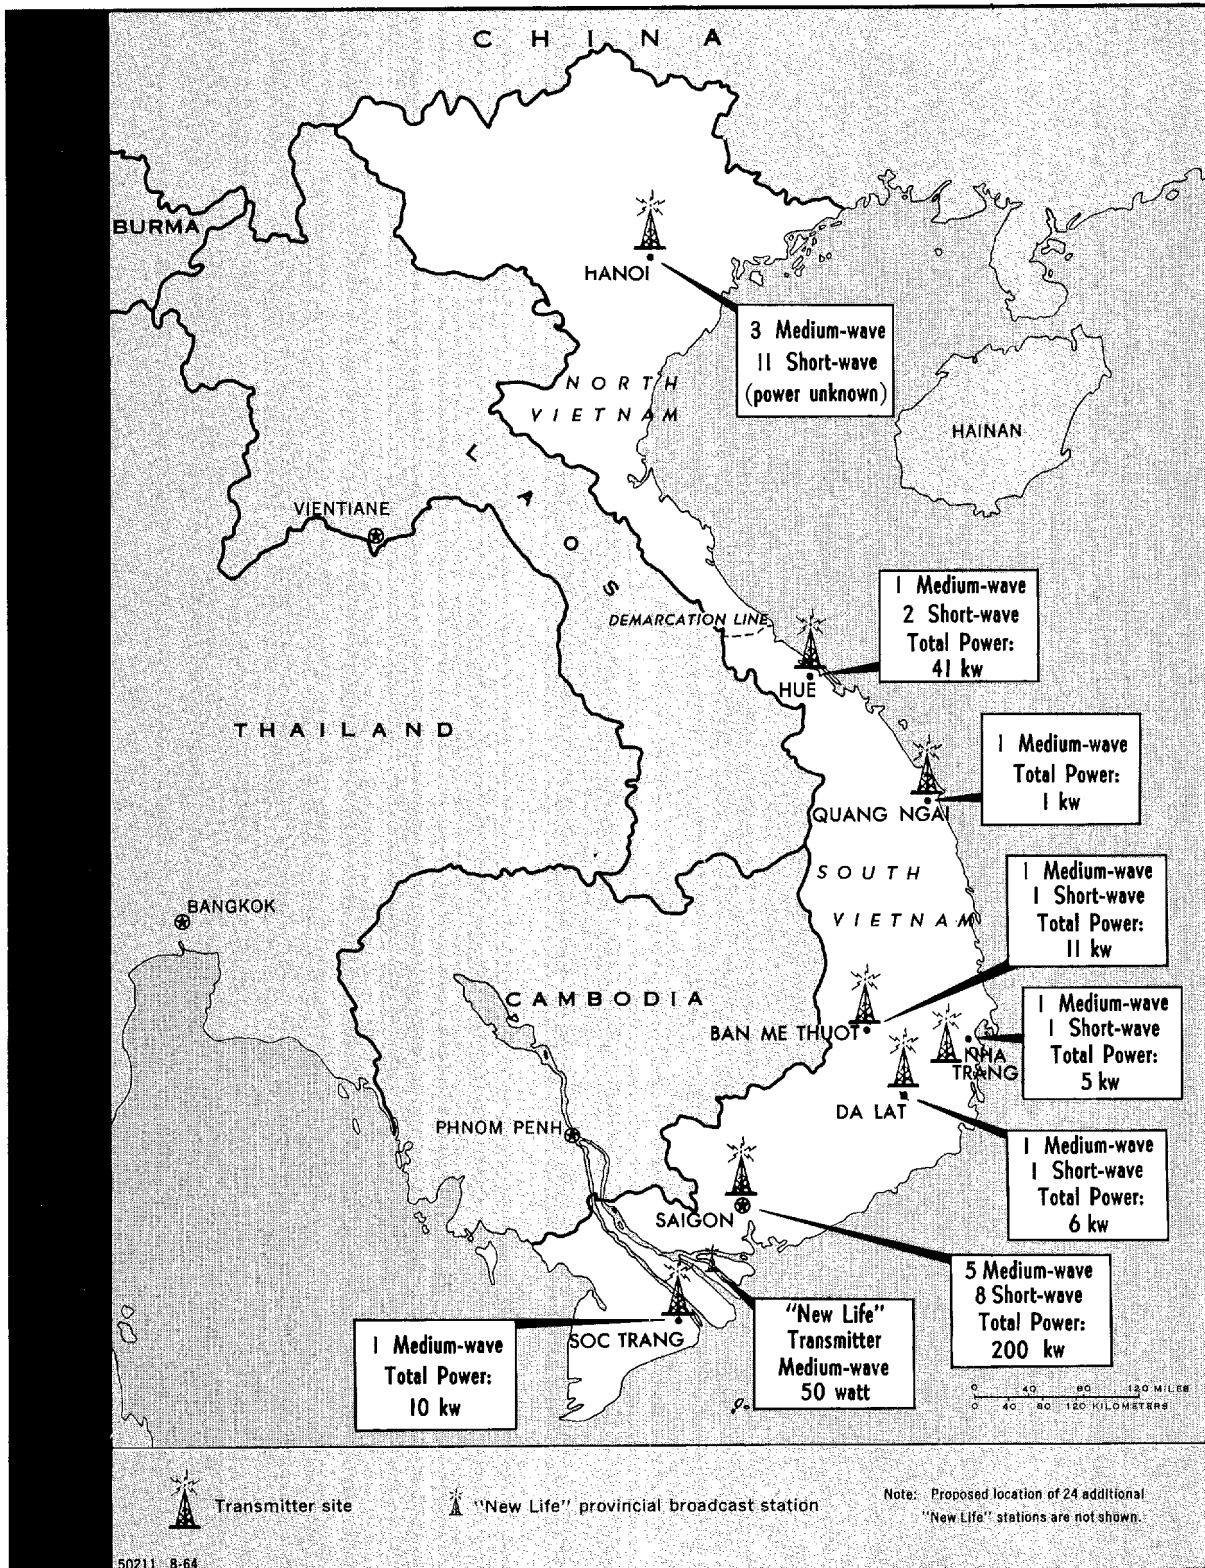 CHINA
BURMA
HANOI
3 Medium-wave
11 Short-wave
(power unknown)
NORTH
VIETNAM
HAINAN
LAOS
VIENTIANE
DEMARCATION LINE
1 Medium-wave
2 Short-wave
Total Power:
41 kw
HUE
THAILAND
1 Medium-wave
Total Power:
1 kw
QUANG NGAI
SOUTH
VIETNAM
1 Medium-wave
1 Short-wave
Total Power:
11 kw
BANGKOK
CAMBODIA
BAN ME THUOT
1 Medium-wave
1 Short-wave
Total Power:
5 kw
NHA
TRANG
DA LAT
PHNOM PENH
1 Medium-wave
1 Short-wave
Total Power:
6 kw
SAIGON
5 Medium-wave
8 Short-wave
Total Power:
200 kw
"New Life"
Transmitter
Medium-wave
50 watt
SOC TRANG
1 Medium-wave
Total Power:
10 kw
0 40 80 120 MILES
0 40 80 120 KILOMETERS
Transmitter site
"New Life" provincial broadcast station
Note: Proposed location of 24 additional
"New Life" stations are not shown.
50211 8-64